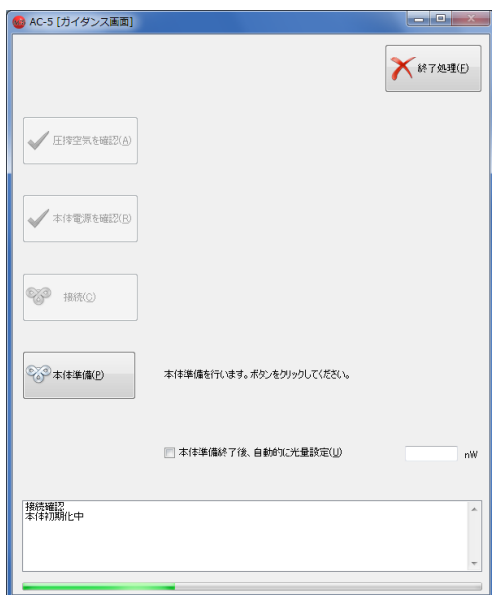 AC-5 [ガイダンス画面]
終了処理(F)
圧搾空気を確認(A)
本体電源を確認(R)
接続(C)
本体準備(P)
本体準備を行います。ボタンをクリックしてください。
本体準備終了後、自動的に光量設定(U)
nW
接続確認
本体初期化中